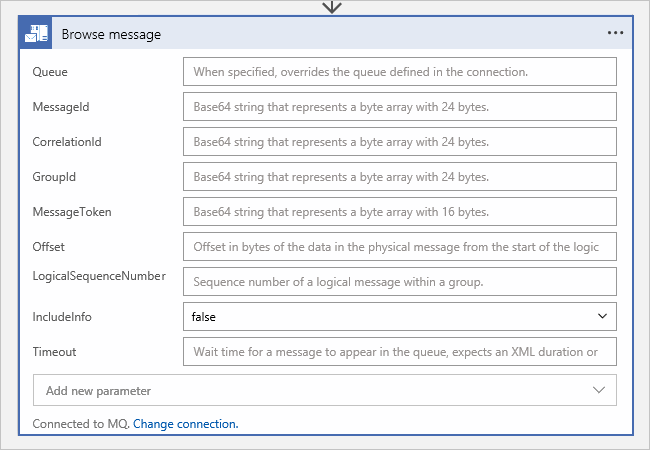 Browse message
Queue When specified, overrides the queue defined in the connection.
MessageId Base64 string that represents a byte array with 24 bytes.
CorrelationId Base64 string that represents a byte array with 24 bytes.
GroupId Base64 string that represents a byte array with 24 bytes.
MessageToken Base64 string that represents a byte array with 16 bytes.
Offset Offset in bytes of the data in the physical message from the start of the logic
LogicalSequenceNumber Sequence number of a logical message within a group.
IncludeInfo false
Timeout Wait time for a message to appear in the queue, expects an XML duration or
Add new parameter
Connected to MQ. Change connection.